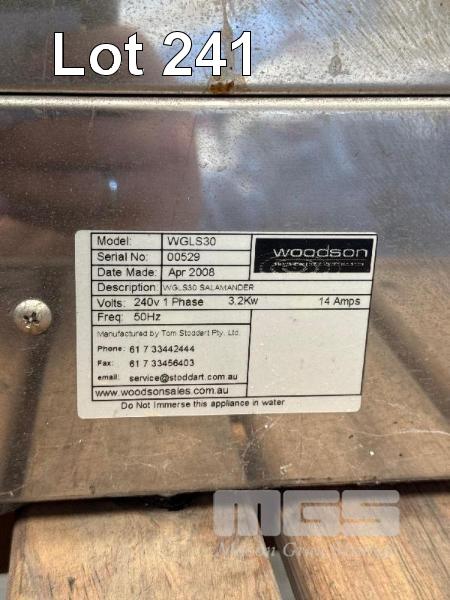 Lot 241
Model: WGLS30
Serial No: 00529
Date Made: Apr 2008
woodson
Description: WGLS30 SALAMANDER
Volts: 240v 1 Phase 3.2Kw 14 Amps
Freq: 50Hz
Manufactured by Tom Stoddart Pty. Ltd.
Phone: 61 7 33442444
Fax: 61 7 33456403
email: service@stoddart.com.au
www.woodsonsales.com.au
Do Not Immerse this appliance in water
MGS